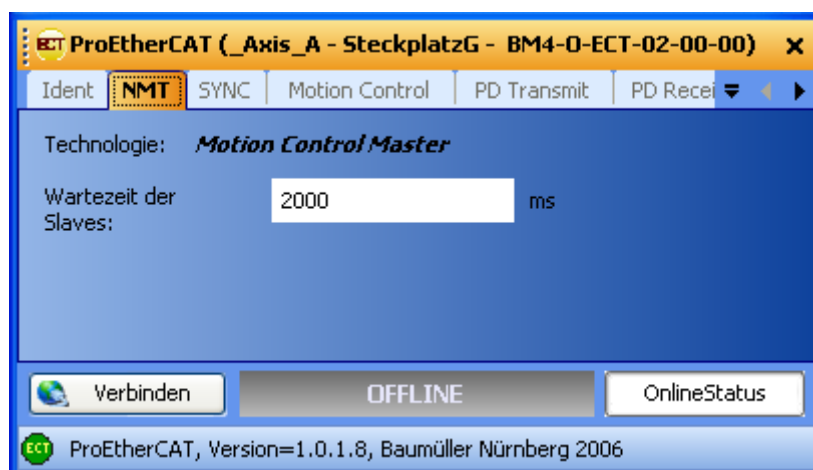 ECT ProEtherCAT (_Axis_A - SteckplatzG - BM4-O-ECT-02-00-00)
Ident NMT SYNC Motion Control PD Transmit PD Recei
Technologie: Motion Control Master
Wartezeit der Slaves: 2000 ms
Verbinden OFFLINE OnlineStatus
ECT ProEtherCAT, Version=1.0.1.8, Baumüller Nürnberg 2006